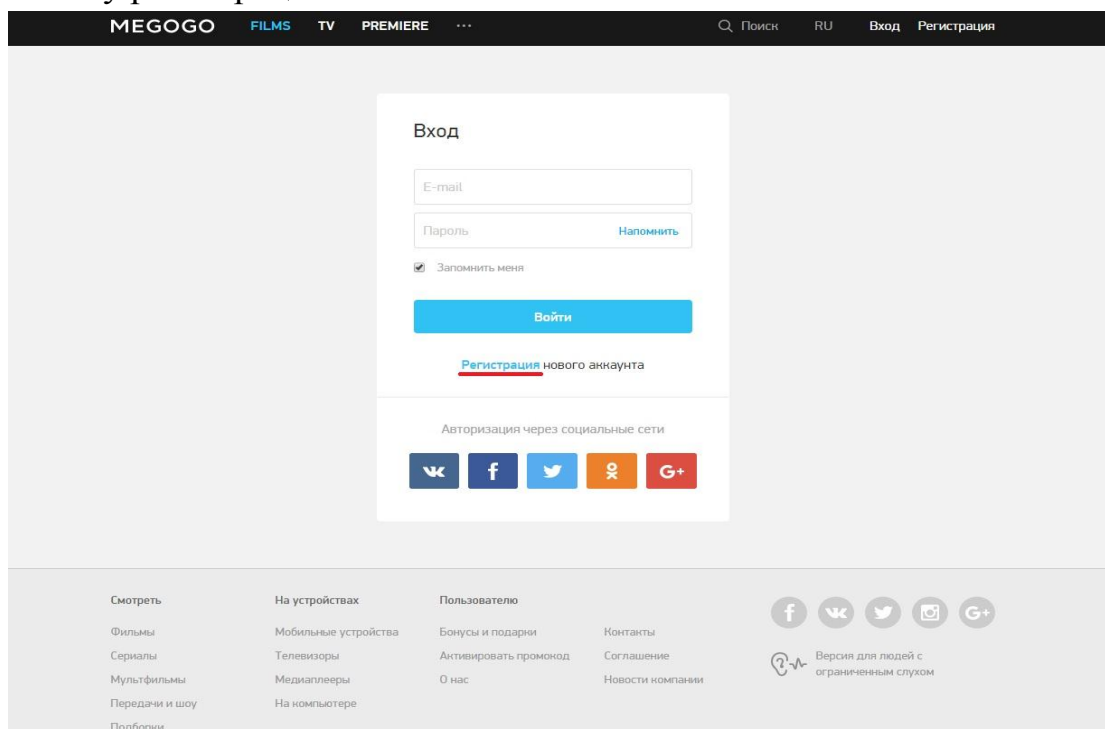 MEGOGO FILMS TV PREMIERE ... Поиск RU Вход Регистрация
Вход
E-mail
Пароль Напомнить
Запомнить меня
Войти
Регистрация нового аккаунта
Авторизация через социальные сети
G+
Смотреть
Фильмы
Сериалы
Мультфильмы
Передачи и шоу
Подборки
На устройствах
Мобильные устройства
Телевизоры
Медиаплееры
На компьютере
Пользователю
Бонусы и подарки
Активировать промокод
О нас
Контакты
Соглашение
Новости компании
G+
Версия для людей с
ограниченным слухом